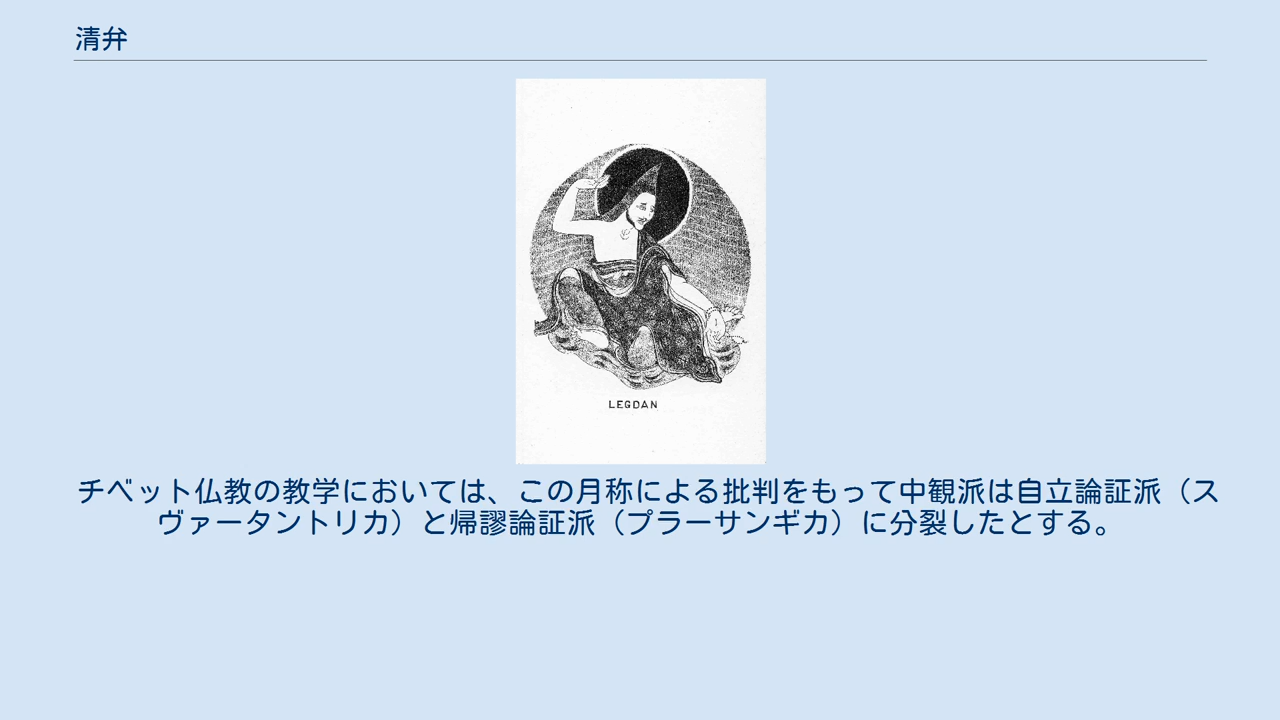 清弁
LEGDAN
チベット仏教の教学においては、この月称による批判をもって中観派は自立論証派（ス
ヴァータントリカ）と帰謬論証派（プラーサンギカ）に分裂したとする。